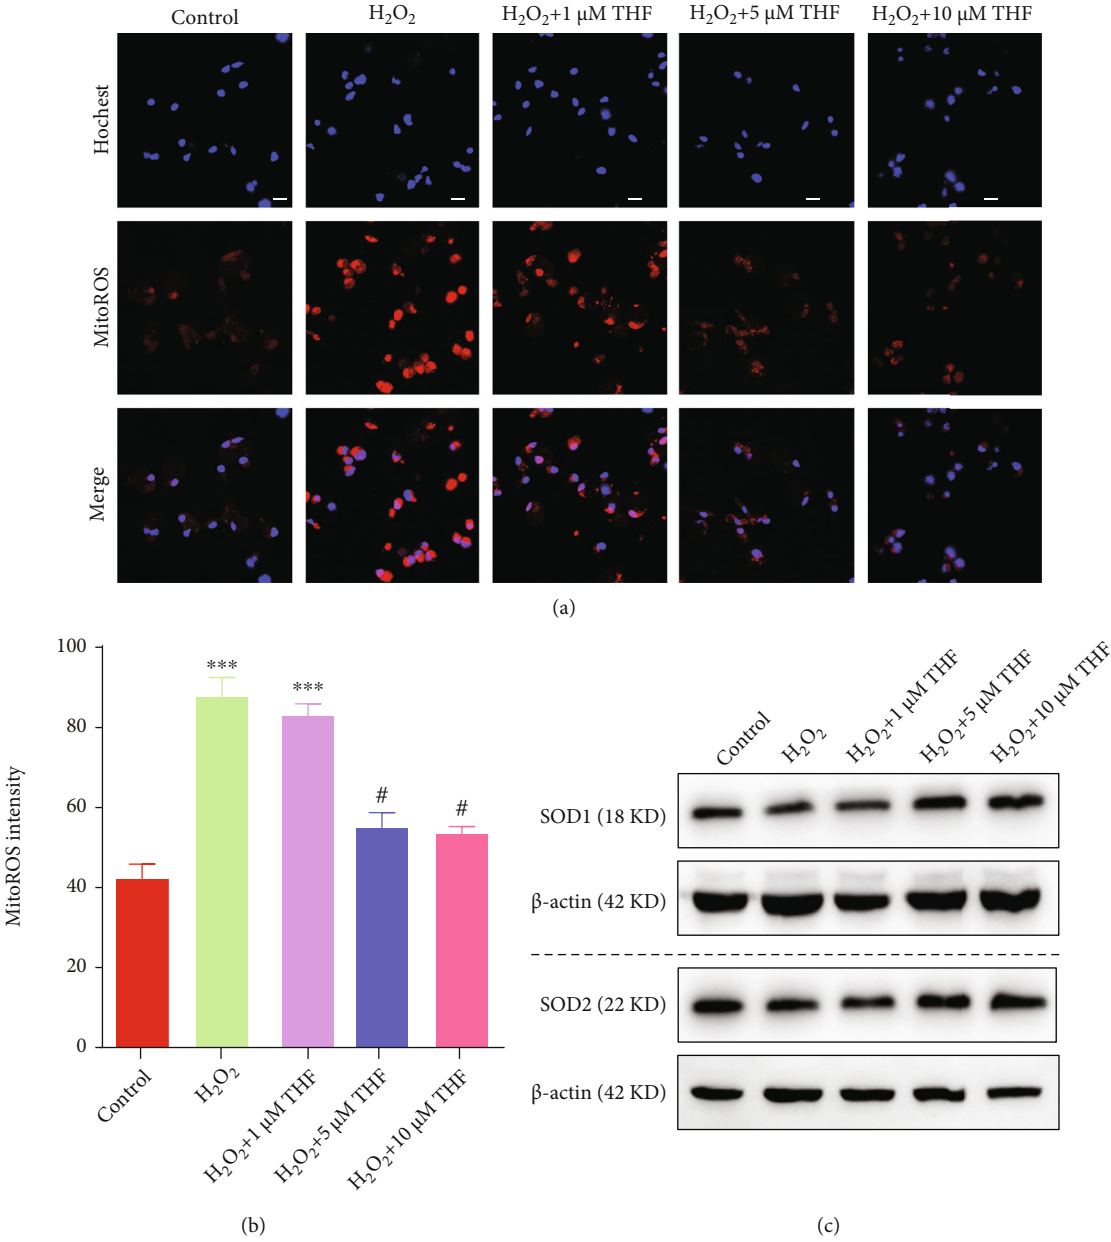 Control H₂O₂ H₂O₂+1 μM THF H₂O₂+5 μM THF H₂O₂+10 μM THF
Hochest
MitoROS
Merge
(a)
MitoROS intensity
100
80
60
40
20
0
***
***
#
#
Control
H₂O₂
H₂O₂+1 μM THF
H₂O₂+5 μM THF
H₂O₂+10 μM THF
(b)
Control
H₂O₂
H₂O₂+1 μM THF
H₂O₂+5 μM THF
H₂O₂+10 μM THF
SOD1 (18 KD)
β-actin (42 KD)
SOD2 (22 KD)
β-actin (42 KD)
(c)